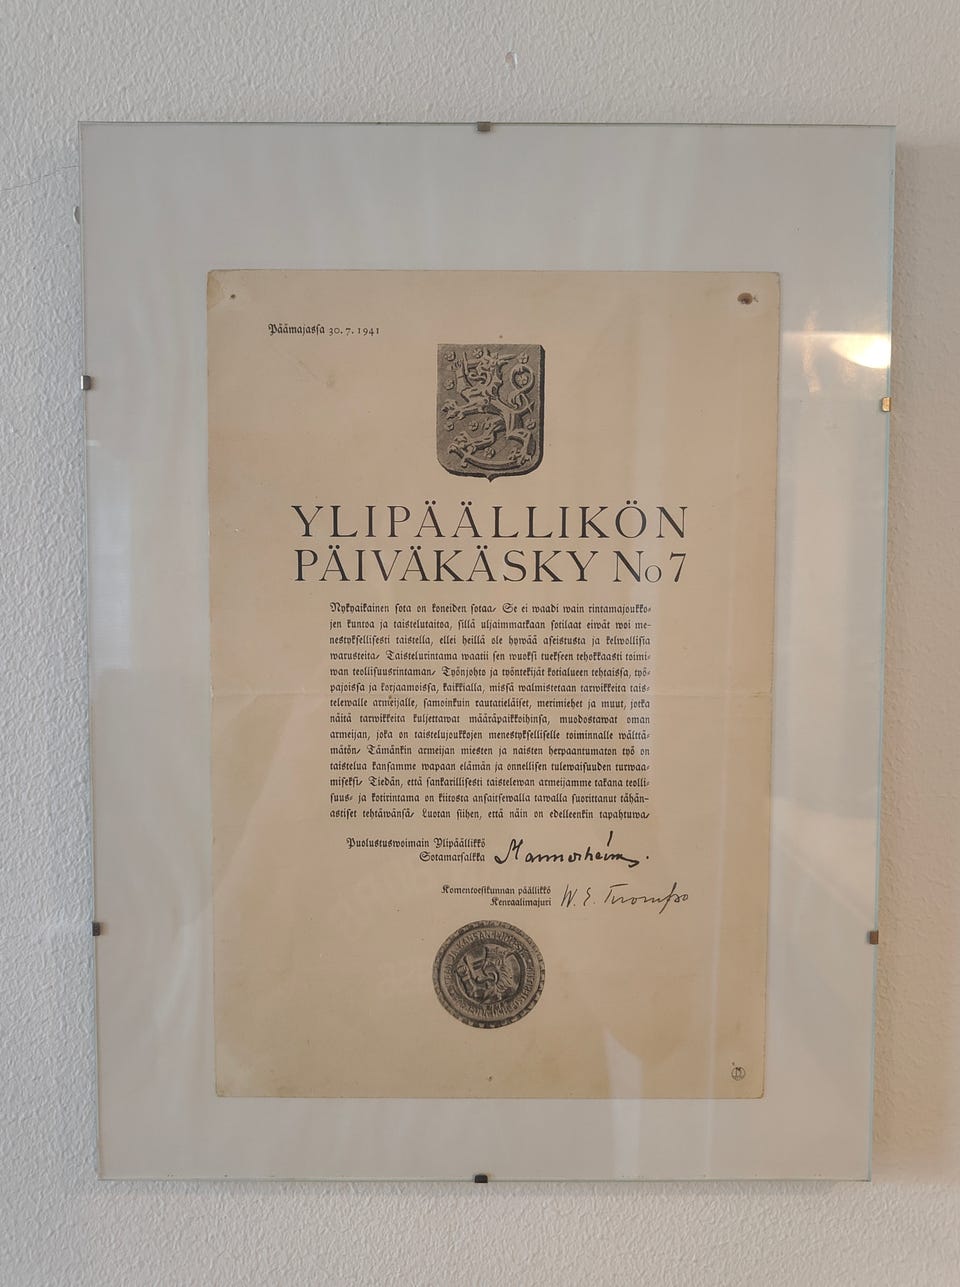 Päämajassa 30.7.1941
YLIPÄÄLLIKÖN
PÄIVÄKÄSKY No 7
Nykyaikainen sota on koneiden sotaa. Se ei waadi wain rintamajoukko-
jen kuntoa ja taistelutaitoa, sillä uljaimmatkaan sotilaat eiwät woi me-
nestyksellisesti taistella, ellei heillä ole hywää aseistusta ja kelwollisia
warusteita. Taistelurintama waatii sen wuoksi tuekseen tehokkaasti toimi-
wan teollisuusrintaman. Työnjohto ja työntekijät kotialueen tehtaissa, työ-
pajoissa ja korjaamoissa, kaikkialla, missä walmistetaan tarwikkeita tais-
telewalle armeijalle, samoinkuin rautatieläiset, merimiehet ja muut, jotka
näitä tarwikkeita kuljettawat määräpaikkoihinsa, muodostawat oman
armeijan, joka on taistelujoukkojen menestykselliselle toiminnalle wälttä-
mätön. Tämänkin armeijan miesten ja naisten herpaantumaton työ on
taistelua kansamme wapaan elämän ja onnellisen tulewaisuuden turwaa-
miseksi. Tiedän, että sankarillisesti taistelewan armeijamme takana teolli-
suus- ja kotirintama on kiitosta ansaitsewalla tawalla suorittanut tähän-
astiset tehtäwänsä. Luotan siihen, että näin on edelleenkin tapahtuwa.
Puolustuswoimain Ylipäällikkö
Sotamarsalkka Mannerheim.
Komentoesikunnan päällikkö
Kenraalimajuri W. E. Tuompo